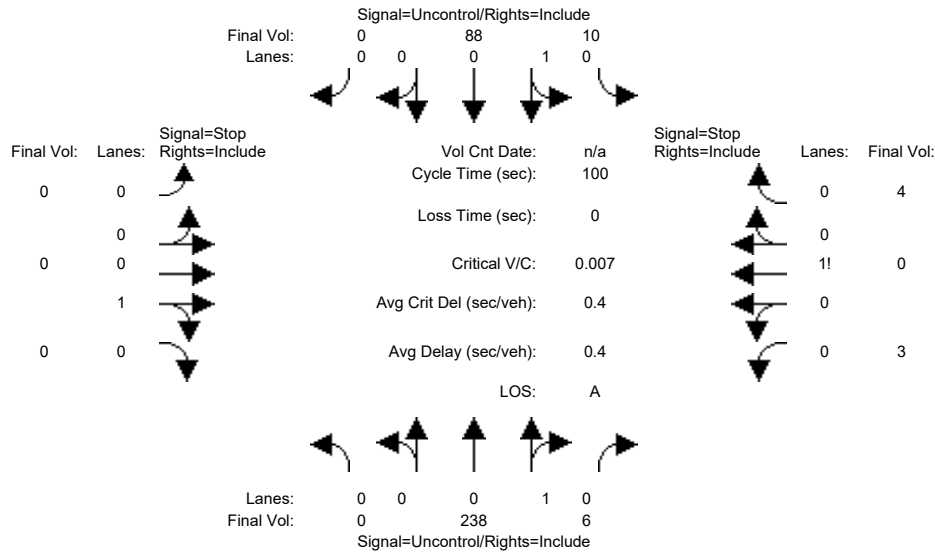 Signal=Uncontrol/Rights=Include
Final Vol: 0 88 10
Lanes: 0 0 0 1 0
Signal=Stop
Final Vol: Lanes: Rights=Include
Vol Cnt Date: n/a
Signal=Stop
Rights=Include Lanes: Final Vol:
Cycle Time (sec): 100
0 0
0 4
Loss Time (sec): 0
0
0
0 0
Critical V/C: 0.007
1! 0
1
Avg Crit Del (sec/veh): 0.4
0
0 0
Avg Delay (sec/veh): 0.4
0 3
LOS: A
Lanes: 0 0 0 1 0
Final Vol: 0 238 6
Signal=Uncontrol/Rights=Include